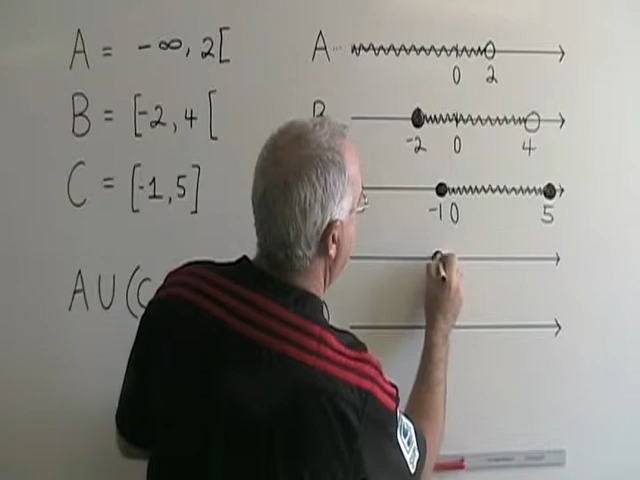 A = -∞, 2[
A ...
0 2
B = [-2, 4 [
B
-2 0 4
C = [-1, 5]
-1 0 5
A ∪ (C